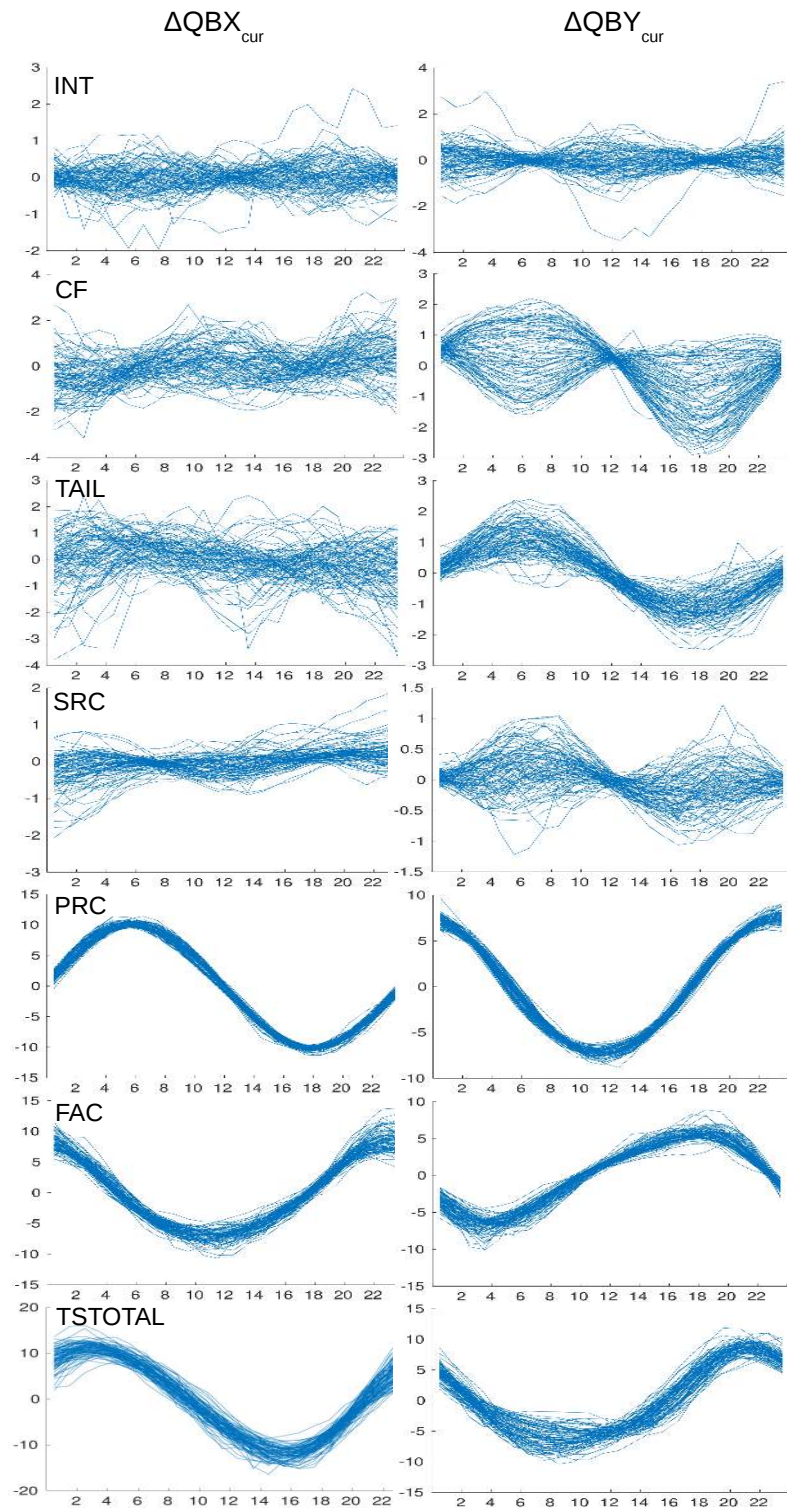 ΔQBX_cur ΔQBY_cur
INT
3 2 1 0 -1 -2
2 4 6 8 10 12 14 16 18 20 22
4 2 0 -2 -4
2 4 6 8 10 12 14 16 18 20 22
CF
4 2 0 -2 -4
2 4 6 8 10 12 14 16 18 20 22
3 2 1 0 -1 -2 -3
2 4 6 8 10 12 14 16 18 20 22
TAIL
3 2 1 0 -1 -2 -3 -4
2 4 6 8 10 12 14 16 18 20 22
3 2 1 0 -1 -2 -3
2 4 6 8 10 12 14 16 18 20 22
SRC
2 1 0 -1 -2 -3
2 4 6 8 10 12 14 16 18 20 22
1.5 1 0.5 0 -0.5 -1 -1.5
2 4 6 8 10 12 14 16 18 20 22
PRC
15 10 5 0 -5 -10 -15
2 4 6 8 10 12 14 16 18 20 22
10 5 0 -5 -10
2 4 6 8 10 12 14 16 18 20 22
FAC
15 10 5 0 -5 -10 -15
2 4 6 8 10 12 14 16 18 20 22
15 10 5 0 -5 -10 -15
2 4 6 8 10 12 14 16 18 20 22
TSTOTAL
20 10 0 -10 -20
2 4 6 8 10 12 14 16 18 20 22
15 10 5 0 -5 -10 -15
2 4 6 8 10 12 14 16 18 20 22